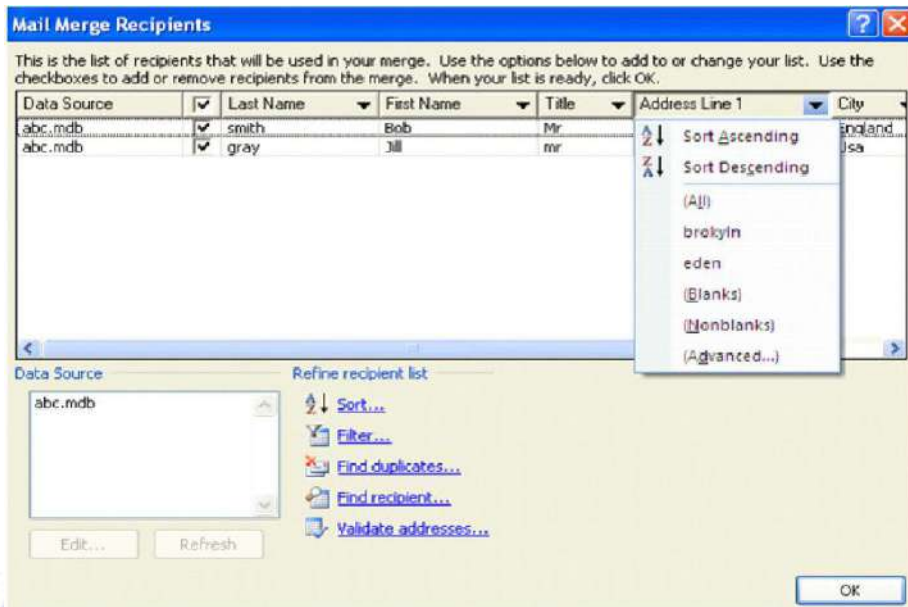 Mail Merge Recipients
This is the list of recipients that will be used in your merge. Use the options below to add to or change your list. Use the
checkboxes to add or remove recipients from the merge. When your list is ready, click OK.
Data Source Last Name First Name Title Address Line 1 City
abc.mdb smith Bob Mr England
abc.mdb gray Jill mr Usa
Sort Ascending
Sort Descending
(All)
brokyln
eden
(Blanks)
(Nonblanks)
(Advanced...)
Data Source
abc.mdb
Edit...
Refresh
Refine recipient list
Sort...
Filter...
Find duplicates...
Find recipient...
Validate addresses...
OK